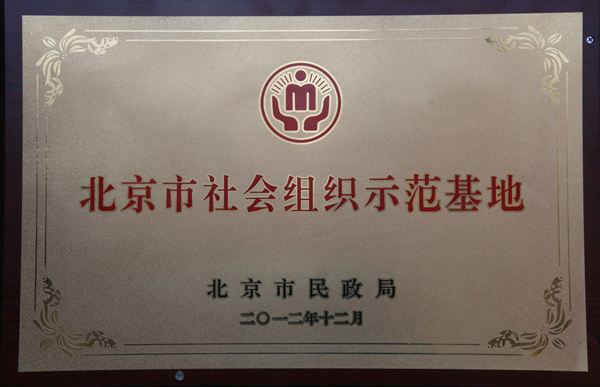 北京市社会组织示范基地
北京市民政局
二〇一二年十二月